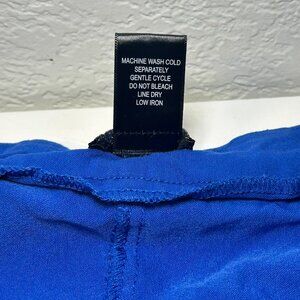 MACHINE WASH COLD
SEPARATELY
GENTLE CYCLE
DO NOT BLEACH
LINE DRY
LOW IRON